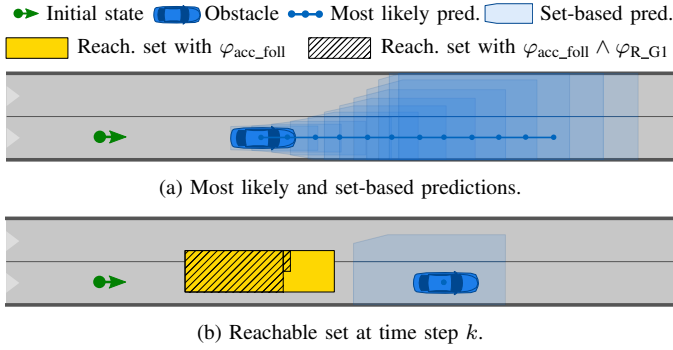 Initial state Obstacle Most likely pred. Set-based pred.
Reach. set with φacc_foll Reach. set with φacc_foll ∧ φR_G1
(a) Most likely and set-based predictions.
(b) Reachable set at time step k.